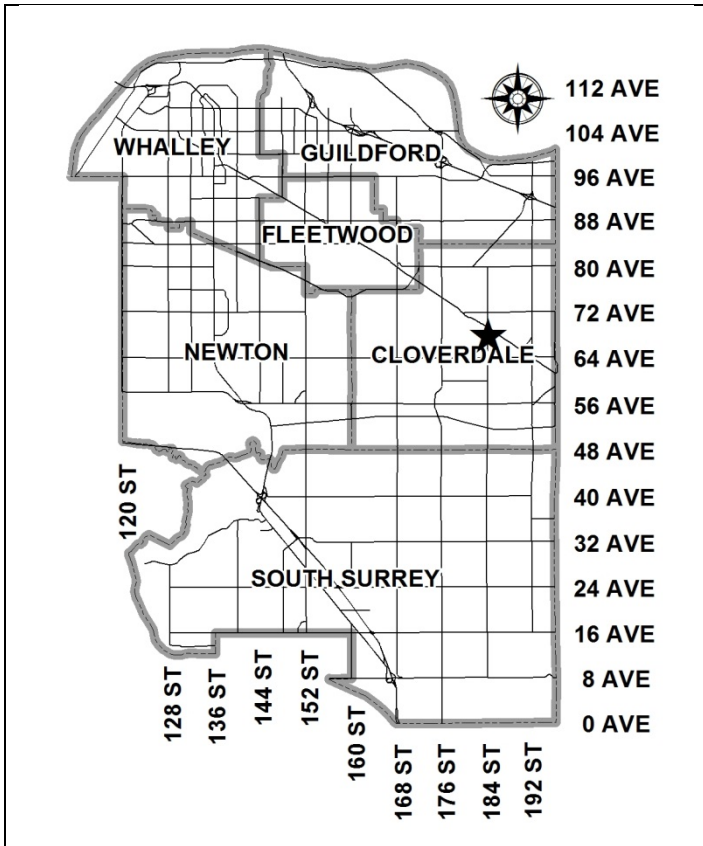 112 AVE
104 AVE
WHALLEY
GUILDFORD
96 AVE
88 AVE
FLEETWOOD
80 AVE
72 AVE
NEWTON
CLOVERDALE
64 AVE
56 AVE
48 AVE
120 ST
40 AVE
32 AVE
SOUTH SURREY
24 AVE
16 AVE
8 AVE
128 ST
136 ST
144 ST
152 ST
160 ST
168 ST
176 ST
184 ST
192 ST
0 AVE